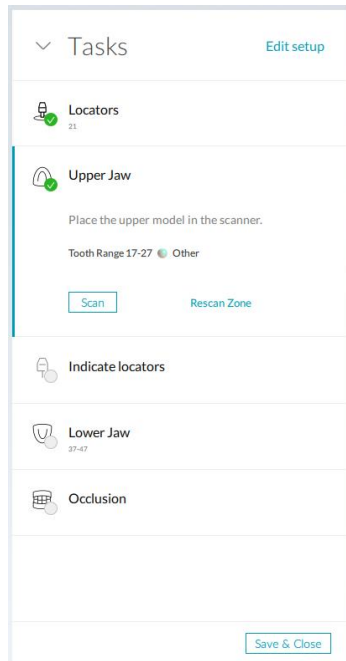 Tasks
Edit setup
Locators
21
Upper Jaw
Place the upper model in the scanner.
Tooth Range 17-27 Other
Scan
Rescan Zone
Indicate locators
Lower Jaw
37-47
Occlusion
Save & Close